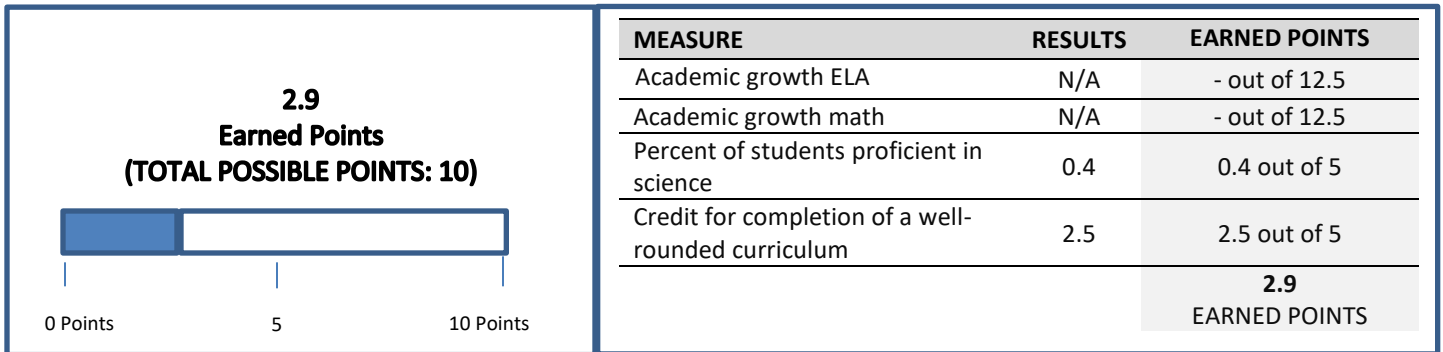 2.9
Earned Points
(TOTAL POSSIBLE POINTS: 10)
0 Points 5 10 Points
MEASURE RESULTS EARNED POINTS
Academic growth ELA N/A - out of 12.5
Academic growth math N/A - out of 12.5
Percent of students proficient in
science 0.4 0.4 out of 5
Credit for completion of a well-
rounded curriculum 2.5 2.5 out of 5
2.9
EARNED POINTS